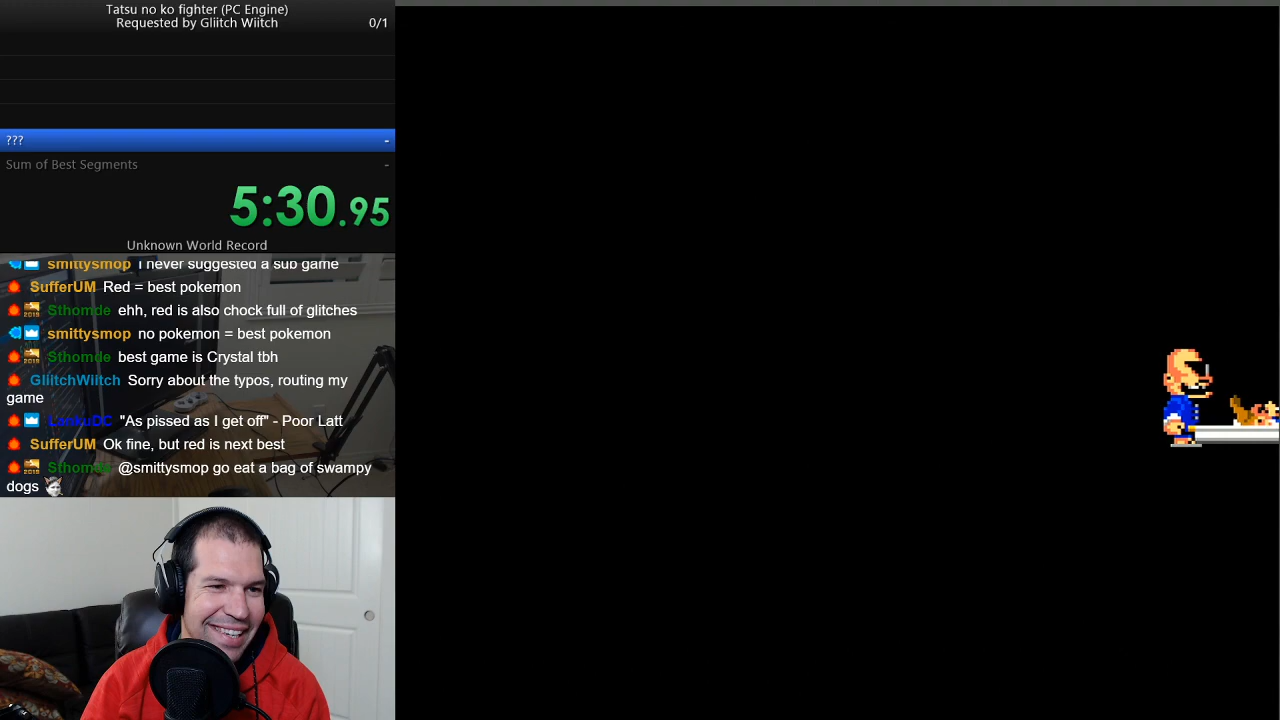 Tatsu no ko fighter (PC Engine)
Requested by Gliitch Wiitch
0/1
???
-
Sum of Best Segments
-
5:30.95
Unknown World Record
smittysmop I never suggested a sub game
SufferUM Red = best pokemon
Sthomde ehh, red is also chock full of glitches
smittysmop no pokemon = best pokemon
Sthomde best game is Crystal tbh
GliitchWiitch Sorry about the typos, routing my
game
LonkuDC "As pissed as I get off" - Poor Latt
SufferUM Ok fine, but red is next best
Sthomde @smittysmop go eat a bag of swampy
dogs